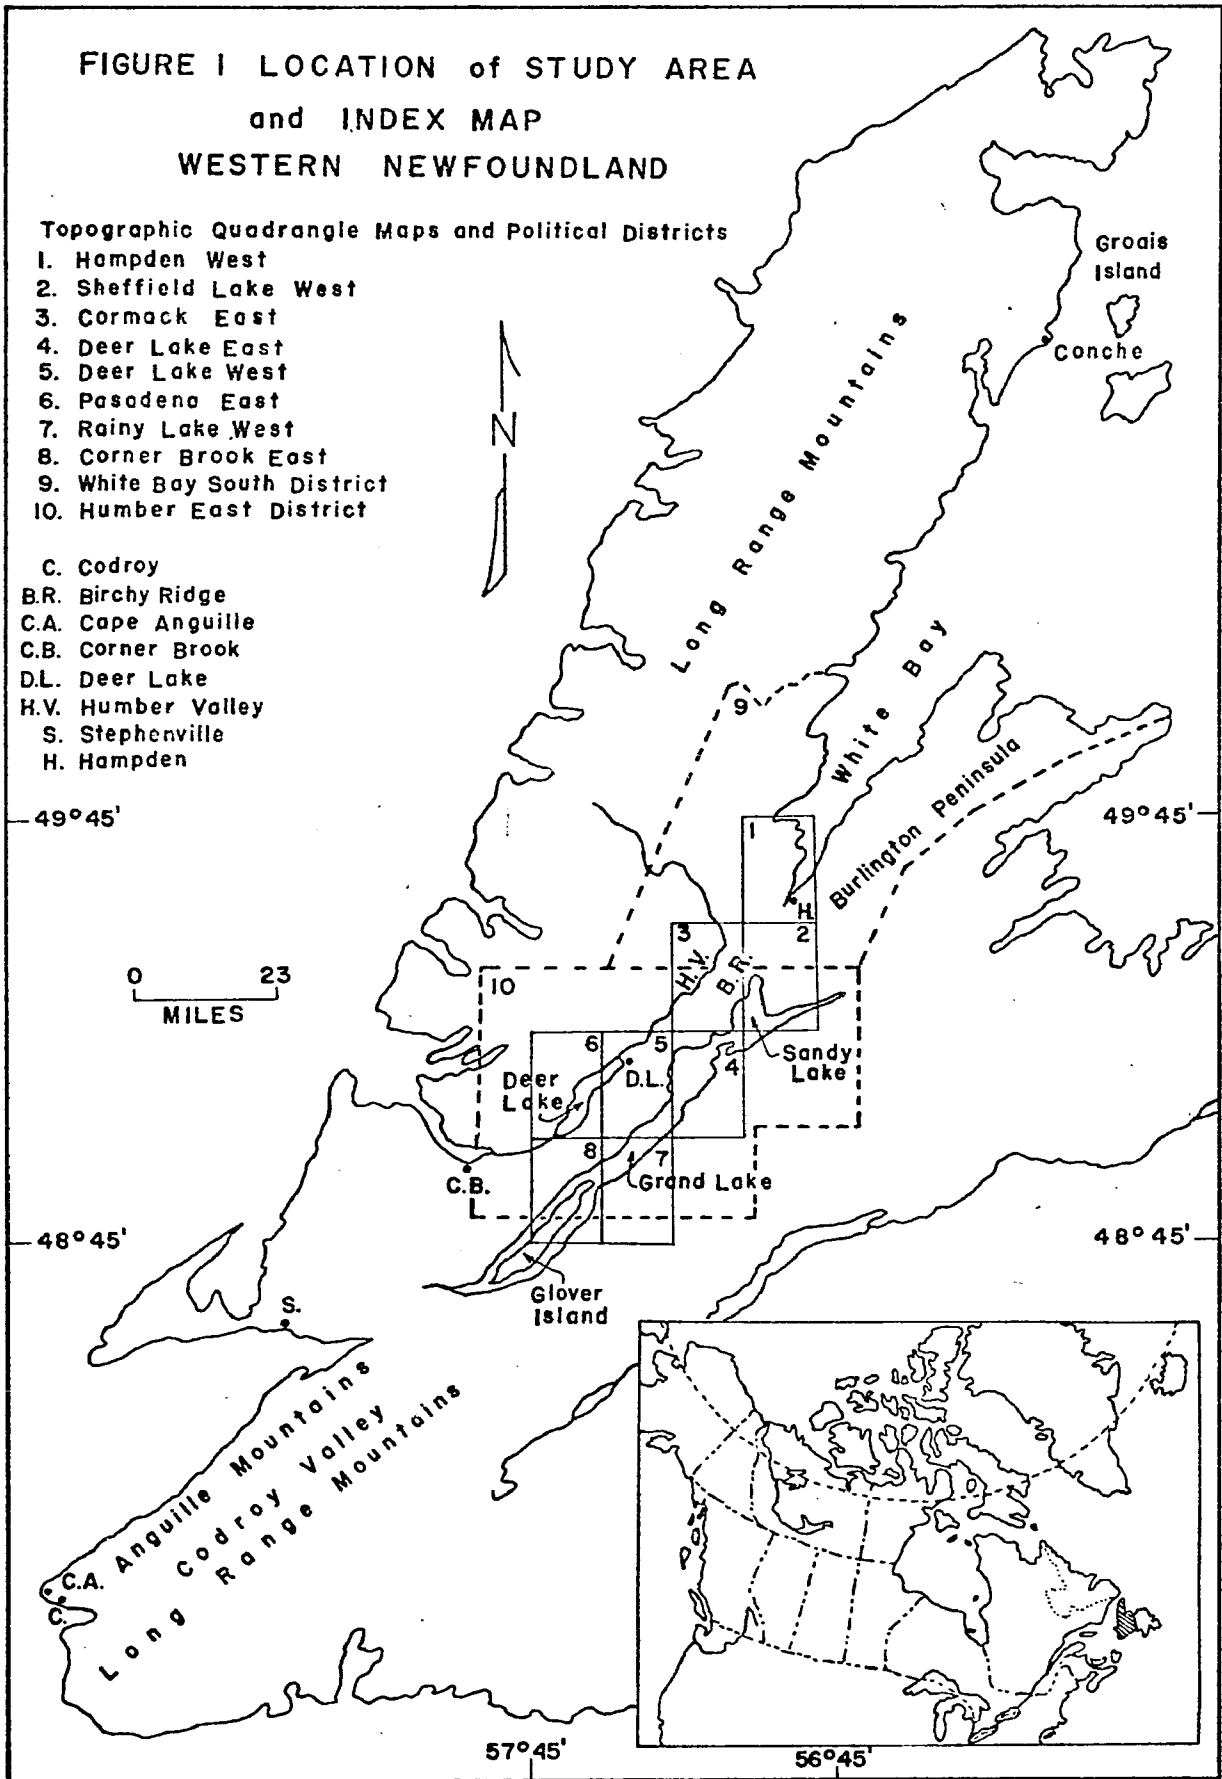 FIGURE 1 LOCATION of STUDY AREA
and INDEX MAP
WESTERN NEWFOUNDLAND
Topographic Quadrangle Maps and Political Districts
1. Hampden West
2. Sheffield Lake West
3. Cormack East
4. Deer Lake East
5. Deer Lake West
6. Pasadena East
7. Rainy Lake West
8. Corner Brook East
9. White Bay South District
10. Humber East District
C. Codroy
B.R. Birchy Ridge
C.A. Cape Anguille
C.B. Corner Brook
D.L. Deer Lake
H.V. Humber Valley
S. Stephenville
H. Hampden
N
Groais
Island
Conche
Long Range Mountains
White Bay
Burlington Peninsula
9
49°45'
49°45'
1
H.
2
3
H.V.
B.R.
10
0 23
MILES
6
5
4
D.L.
Deer
Lake
Sandy
Lake
8
7
Grand Lake
C.B.
48°45'
48°45'
Glover
Island
S.
Anguille Mountains
Codroy Valley
Long Range Mountains
C.A.
C.
57°45'
56°45'